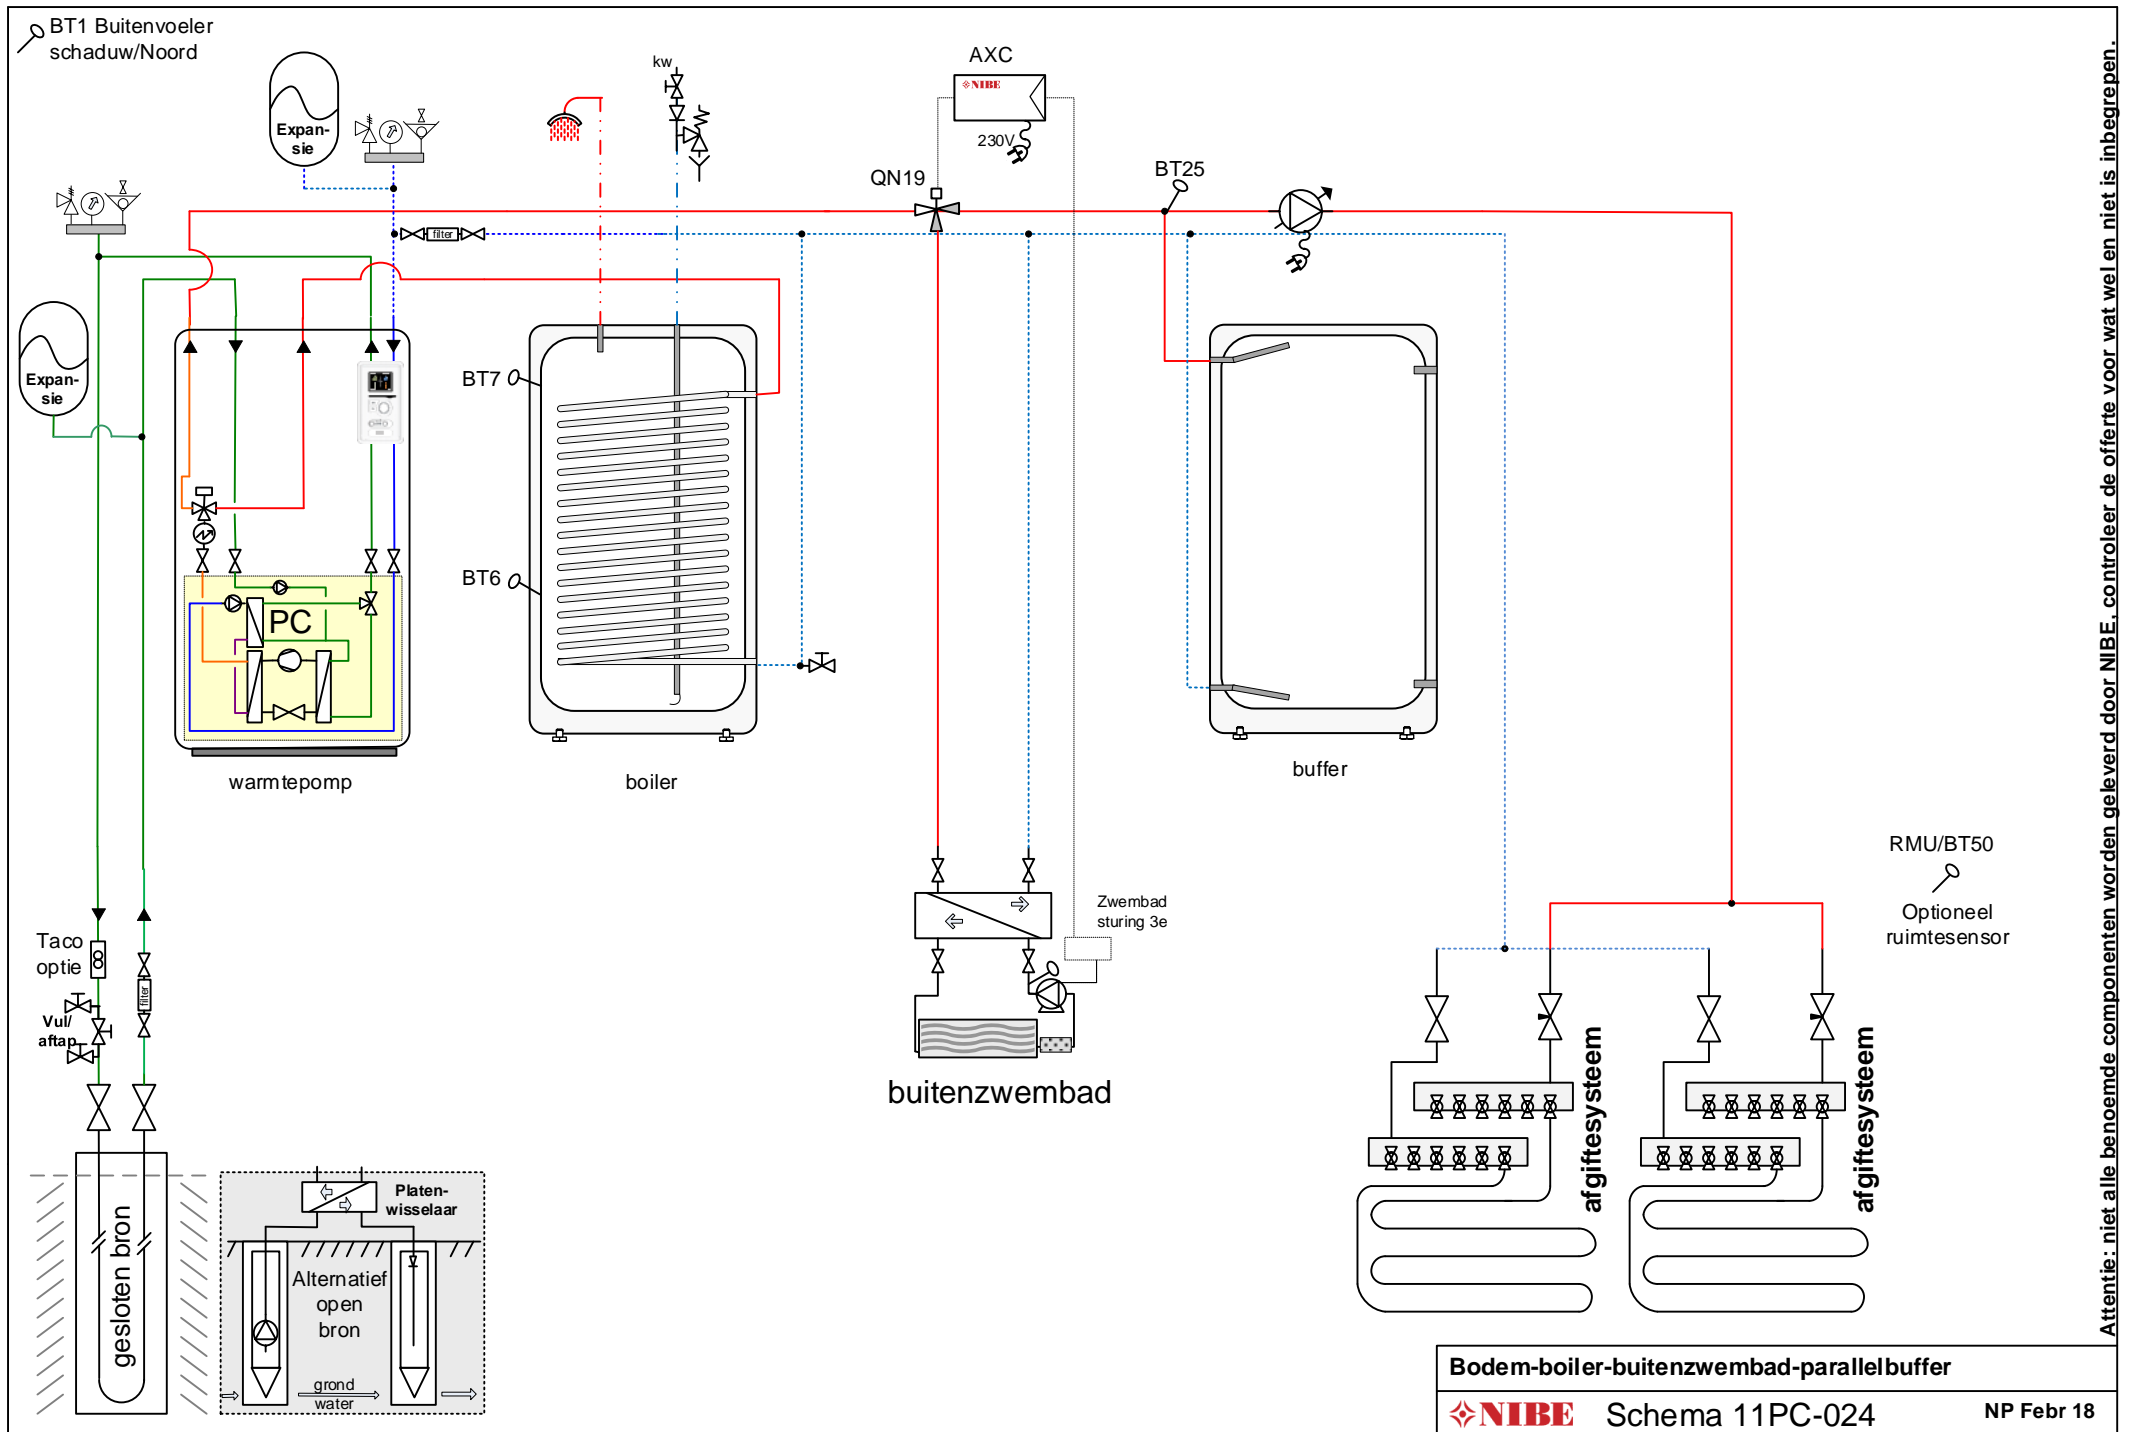 BT1 Buitenvoeler
schaduw/Noord
Expan-
sie
kw
AXC
NIBE
230V
QN19
BT25
filter
Expan-
sie
BT7
BT6
PC
warmtepomp
boiler
buffer
RMU/BT50
Optioneel
ruimtesensor
Zwembad
sturing 3e
Taco
optie
filter
Vul/
aftap
buitenzwembad
afgiftesysteem
afgiftesysteem
gesloten bron
Platen-
wisselaar
Alternatief
open
bron
grond
water
Attentie: niet alle benoemde componenten worden geleverd door NIBE, controleer de offerte voor wat wel en niet is inbegrepen.
Bodem-boiler-buitenzwembad-parallelbuffer
NIBE Schema 11PC-024 NP Febr 18